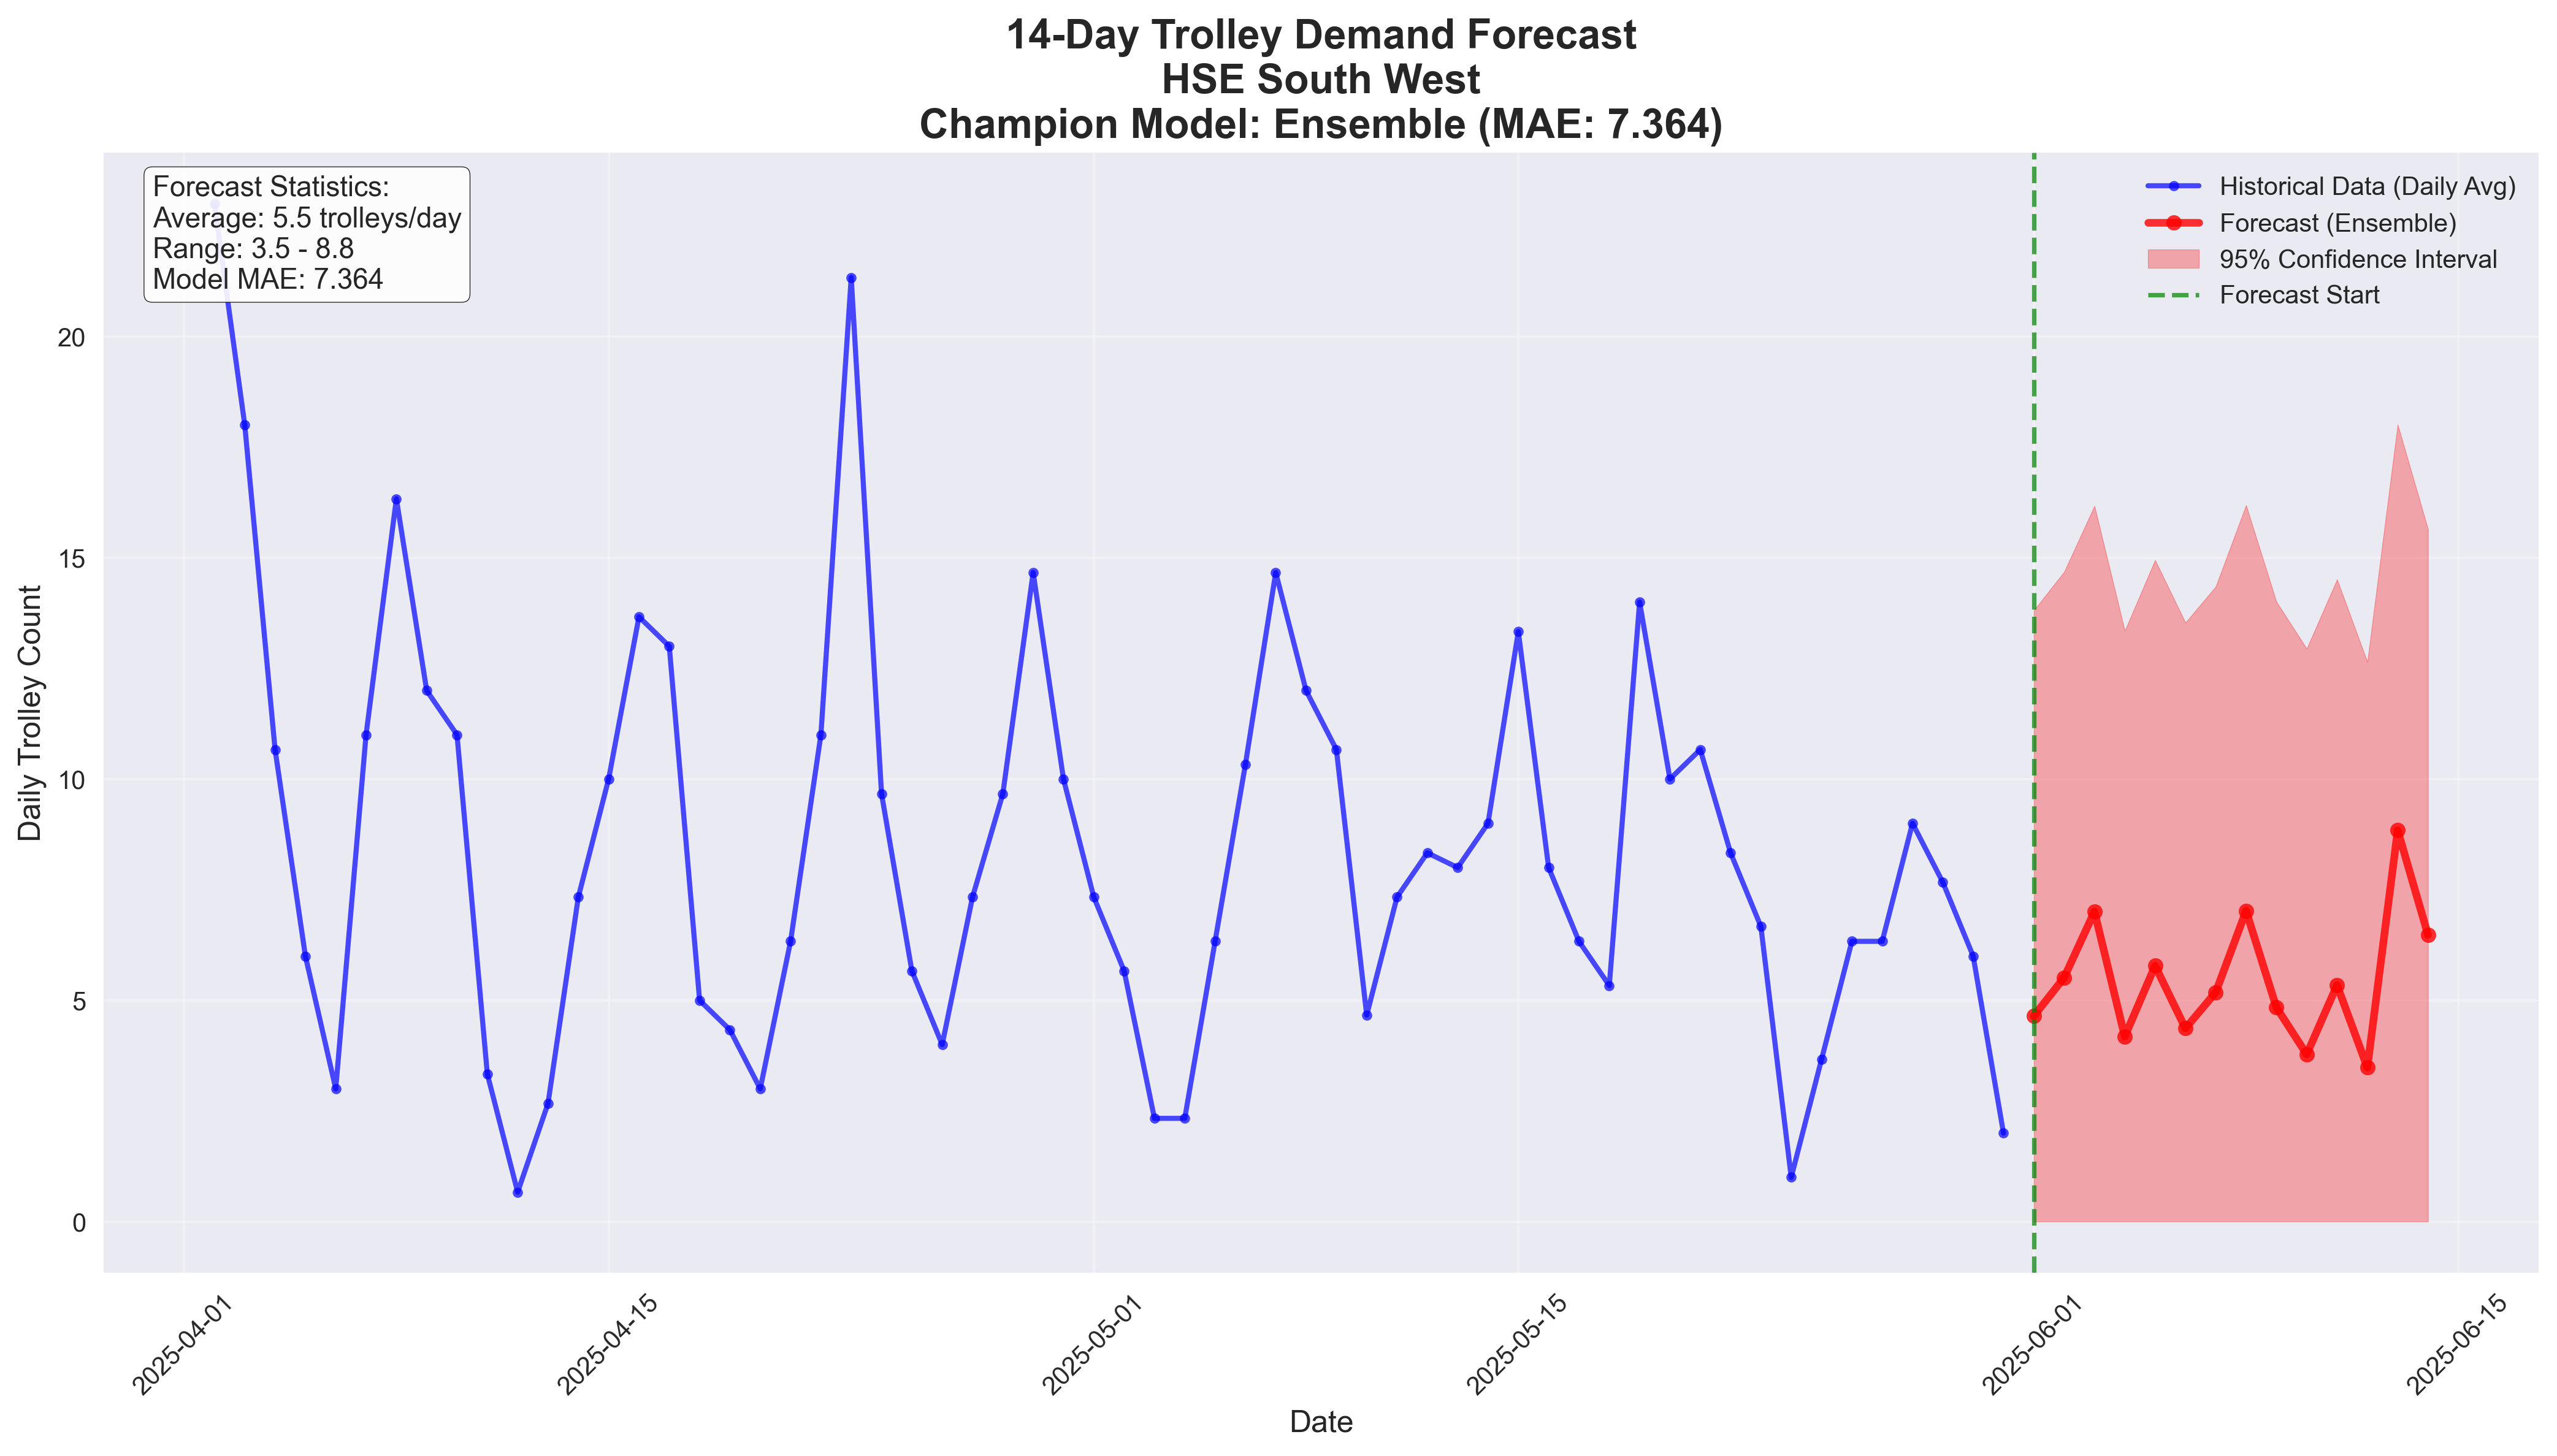 14-Day Trolley Demand Forecast
HSE South West
Champion Model: Ensemble (MAE: 7.364)
Forecast Statistics:
Average: 5.5 trolleys/day
Range: 3.5 - 8.8
Model MAE: 7.364
Historical Data (Daily Avg)
Forecast (Ensemble)
95% Confidence Interval
Forecast Start
Daily Trolley Count
20
15
10
5
0
2025-04-01
2025-04-15
2025-05-01
2025-05-15
2025-06-01
2025-06-15
Date